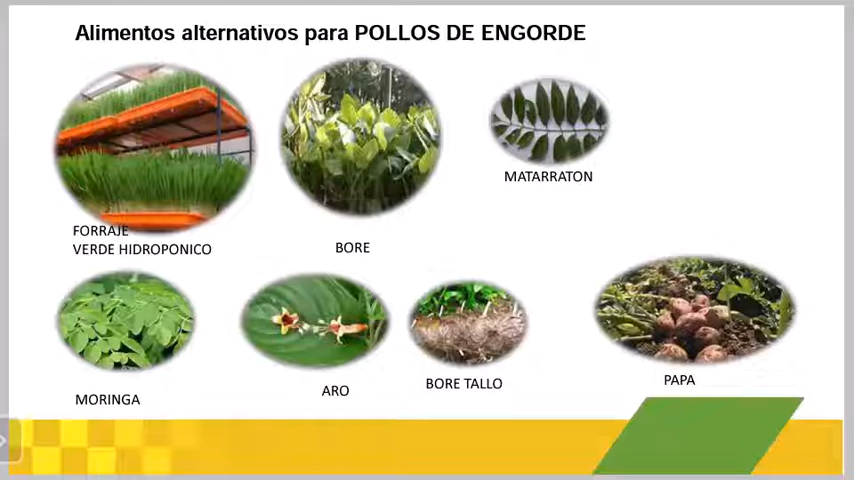 Alimentos alternativos para POLLOS DE ENGORDE
MATARRATON
FORRAJE
VERDE HIDROPONICO
BORE
MORINGA
ARO
BORE TALLO
PAPA